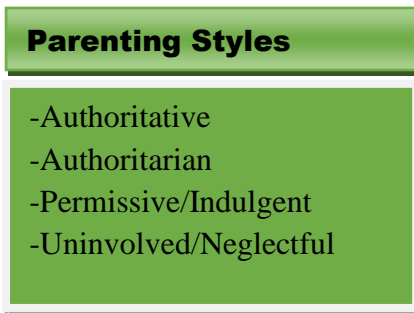 Parenting Styles
-Authoritative
-Authoritarian
-Permissive/Indulgent
-Uninvolved/Neglectful